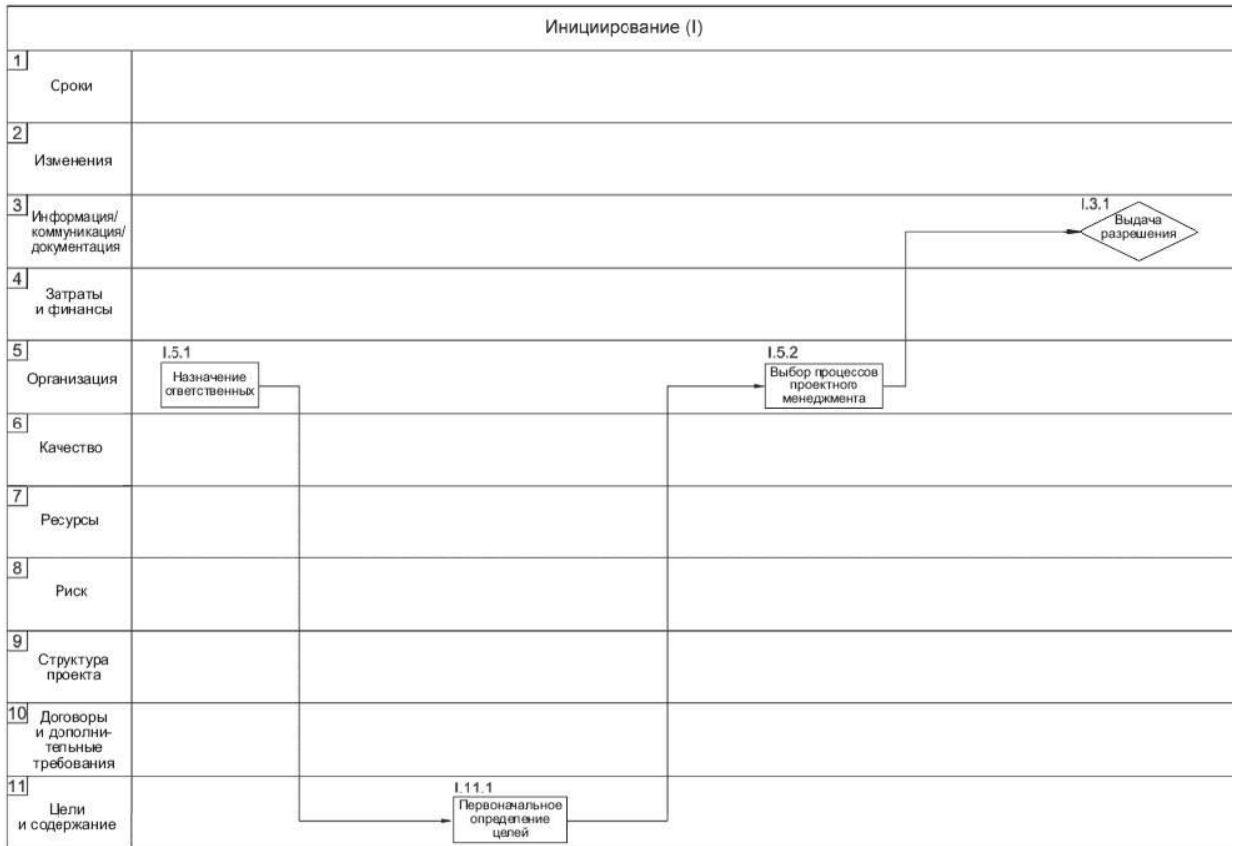 Инициирование (I)
1
Сроки
2
Изменения
3
Информация/
коммуникация/
документация
I.3.1
Выдача
разрешения
4
Затраты
и финансы
5
Организация
I.5.1
Назначение
ответственных
I.5.2
Выбор процессов
проектного
менеджмента
6
Качество
7
Ресурсы
8
Риск
9
Структура
проекта
10
Договоры
и дополни-
тельные
требования
11
Цели
и содержание
I.11.1
Первоначальное
определение
целей